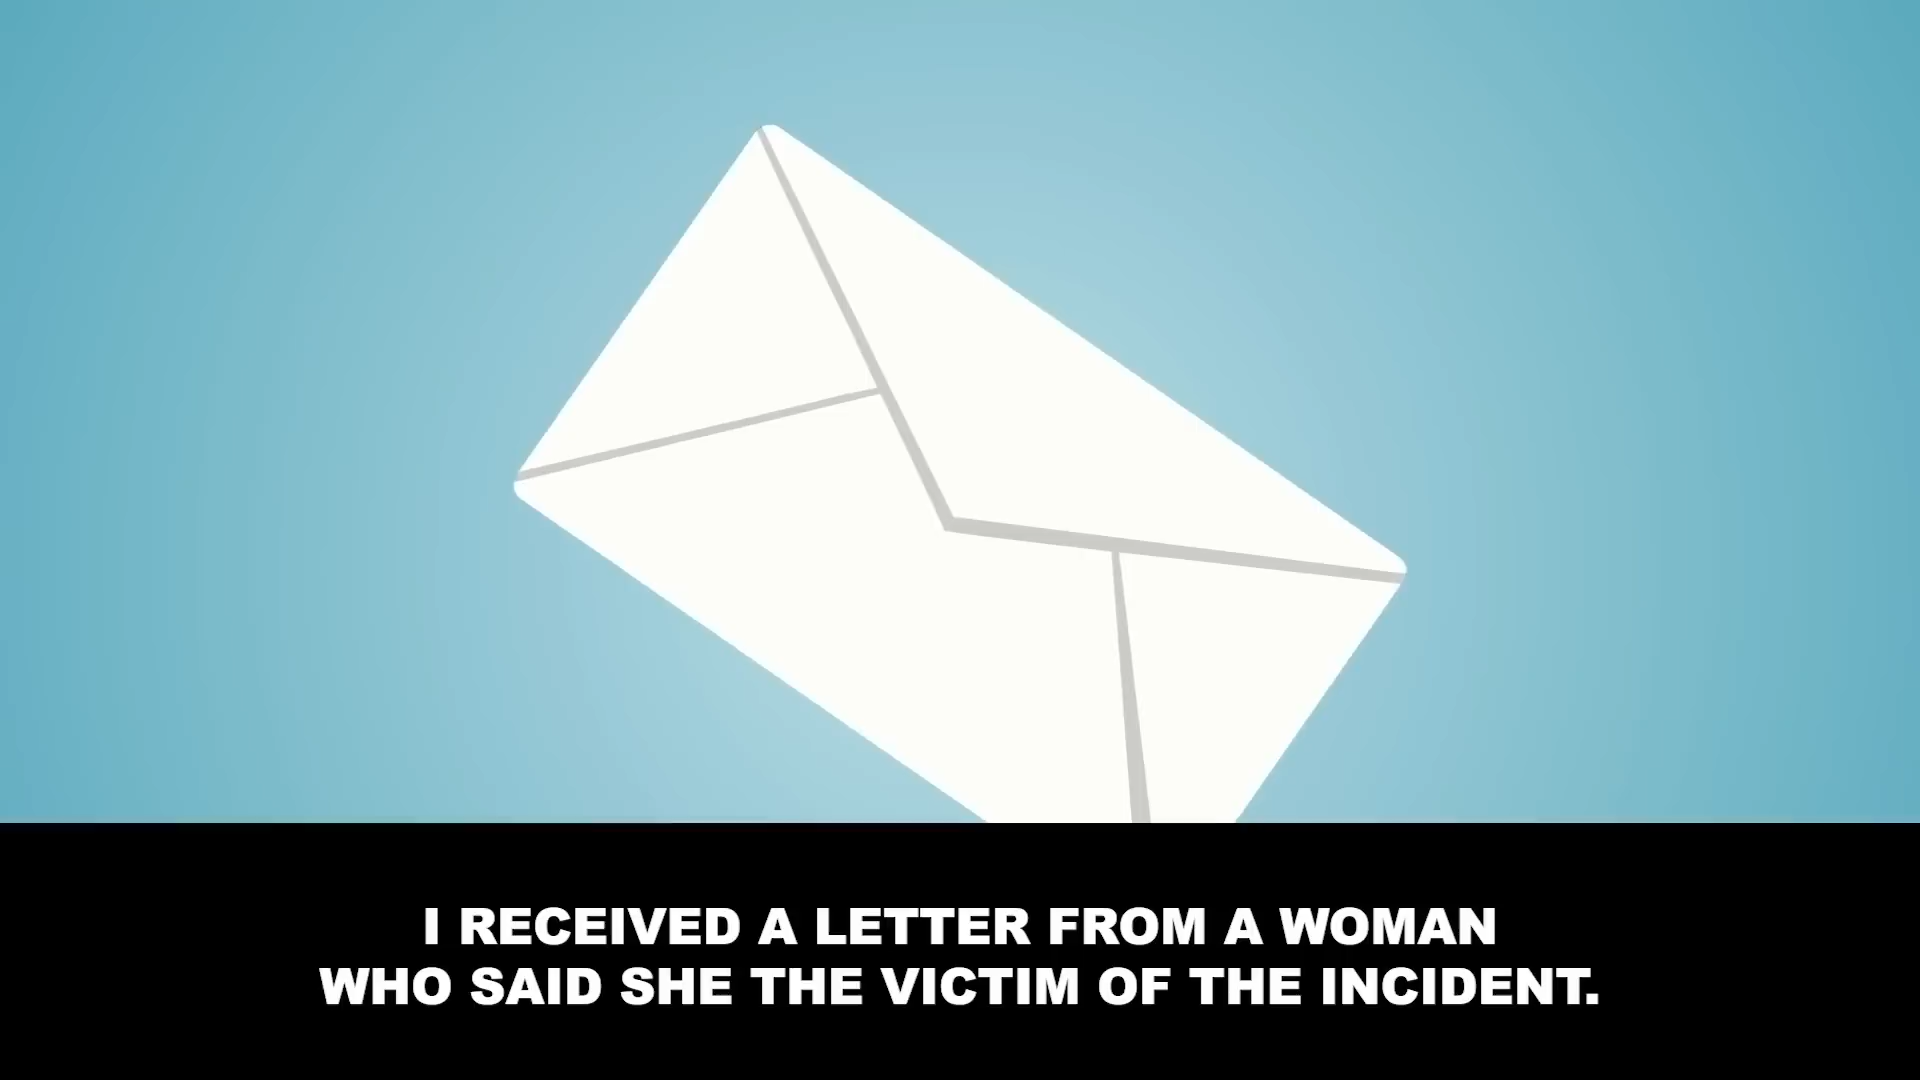 I RECEIVED A LETTER FROM A WOMAN
WHO SAID SHE THE VICTIM OF THE INCIDENT.